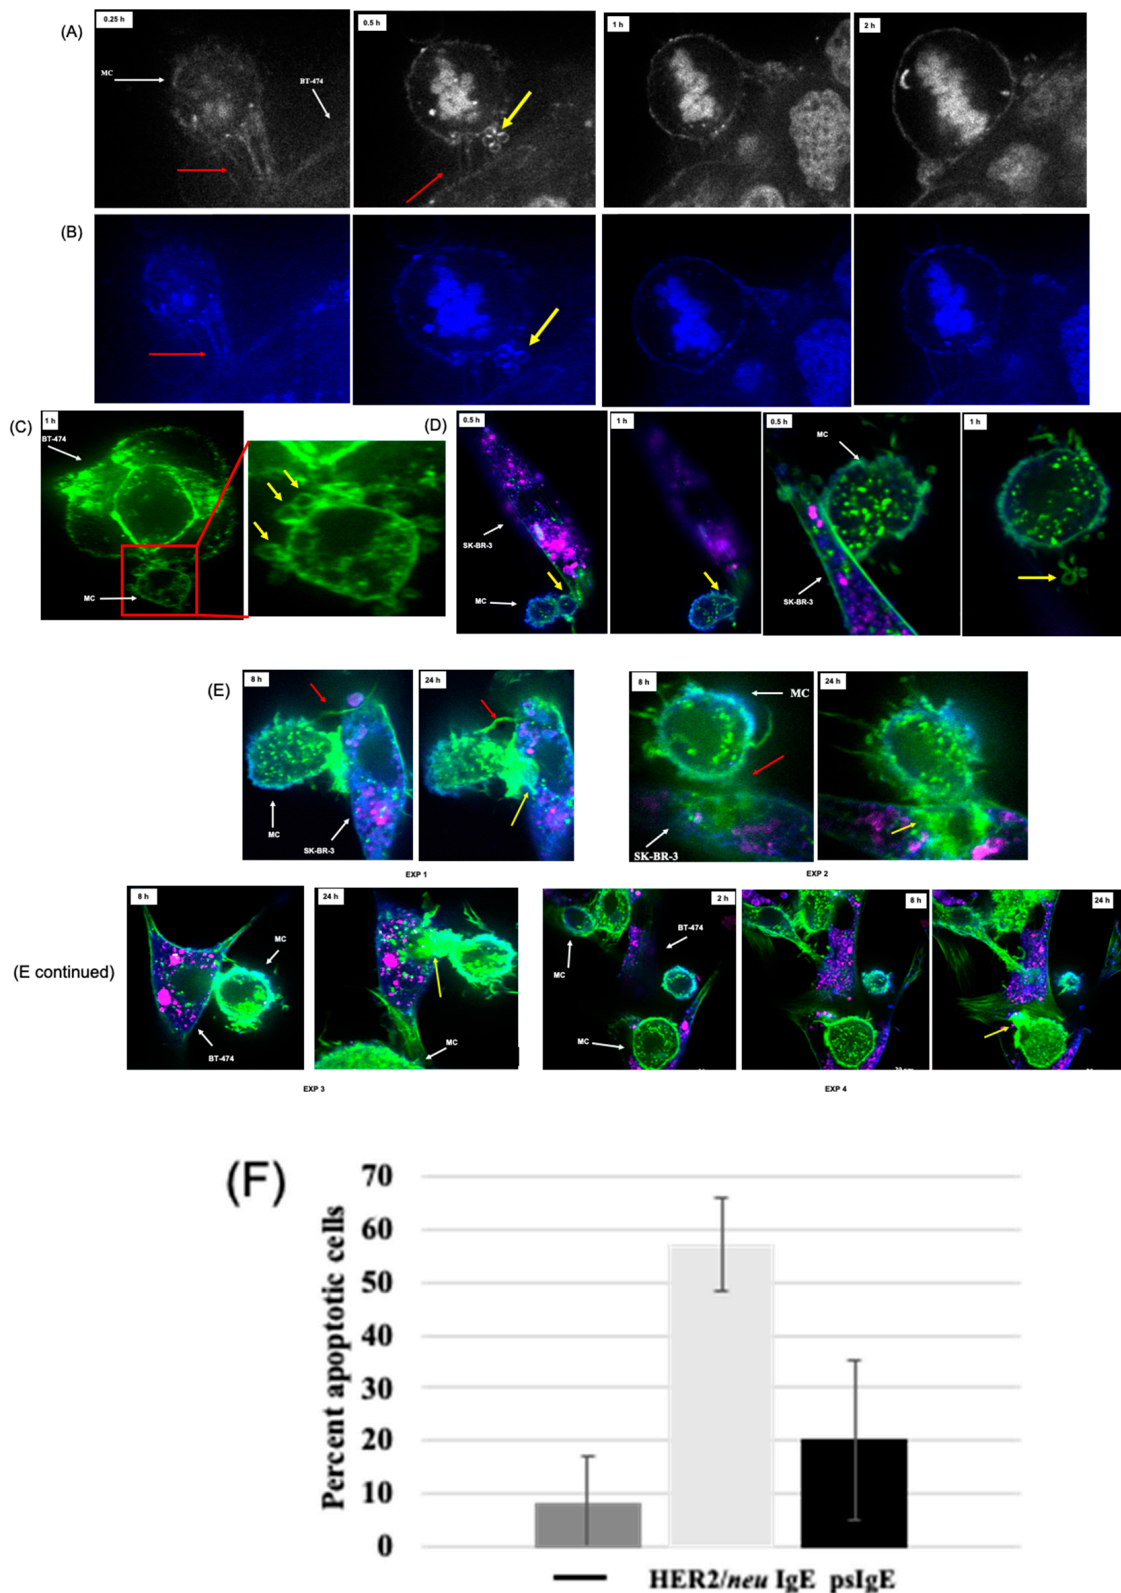 (A)
0.25 h
0.5 h
1 h
2 h
MC
BT-474
(B)
(C)
1 h
BT-474
MC
(D)
0.5 h
1 h
0.5 h
1 h
SK-BR-3
MC
MC
SK-BR-3
(E)
8 h
24 h
8 h
24 h
MC
MC
SK-BR-3
SK-BR-3
EXP 1
EXP 2
(E continued)
8 h
24 h
2 h
8 h
24 h
MC
BT-474
MC
BT-474
MC
MC
EXP 3
EXP 4
(F)
Percent apoptotic cells
70
60
50
40
30
20
10
0
HER2/neu IgE psIgE